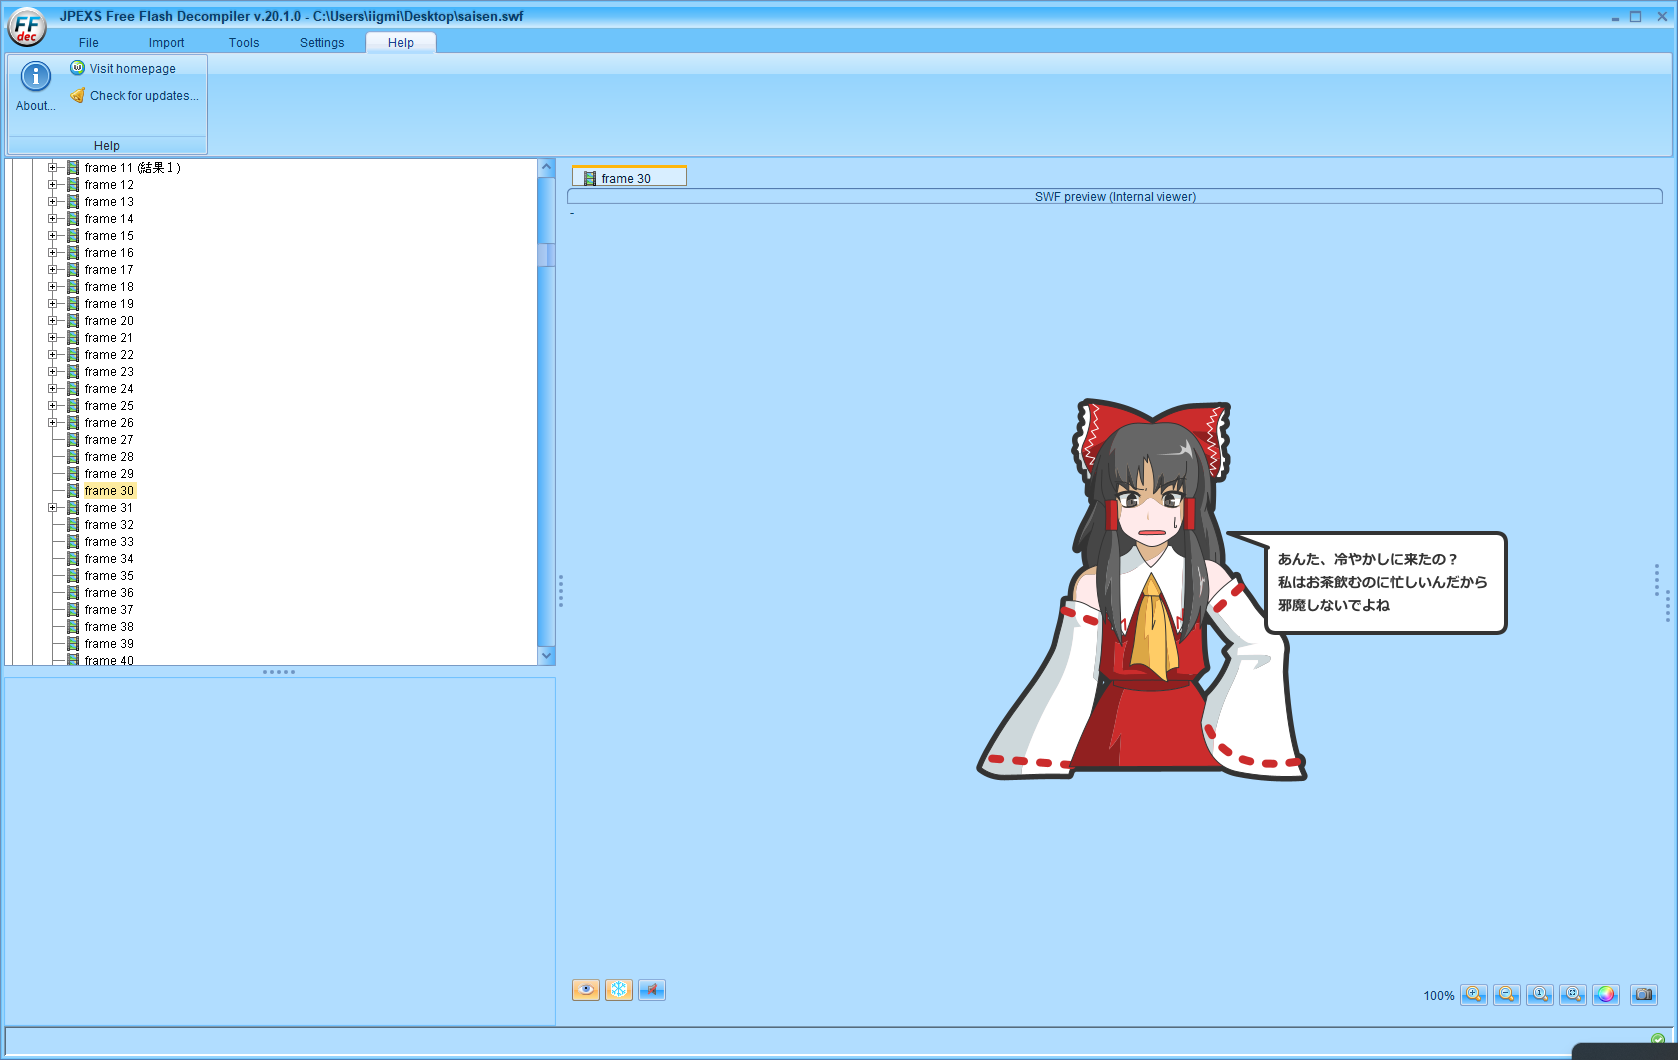 JPEXS Free Flash Decompiler v.20.1.0 - C:\Users\iigmi\Desktop\saisen.swf
FF
dec
File Import Tools Settings Help
About...
Visit homepage
Check for updates...
Help
frame 11 (結果１)
frame 12
frame 13
frame 14
frame 15
frame 16
frame 17
frame 18
frame 19
frame 20
frame 21
frame 22
frame 23
frame 24
frame 25
frame 26
frame 27
frame 28
frame 29
frame 30
frame 31
frame 32
frame 33
frame 34
frame 35
frame 36
frame 37
frame 38
frame 39
frame 40
frame 30
SWF preview (Internal viewer)
-
あんた、冷やかしに来たの？
私はお茶飲むのに忙しいんだから
邪魔しないでよね
100%